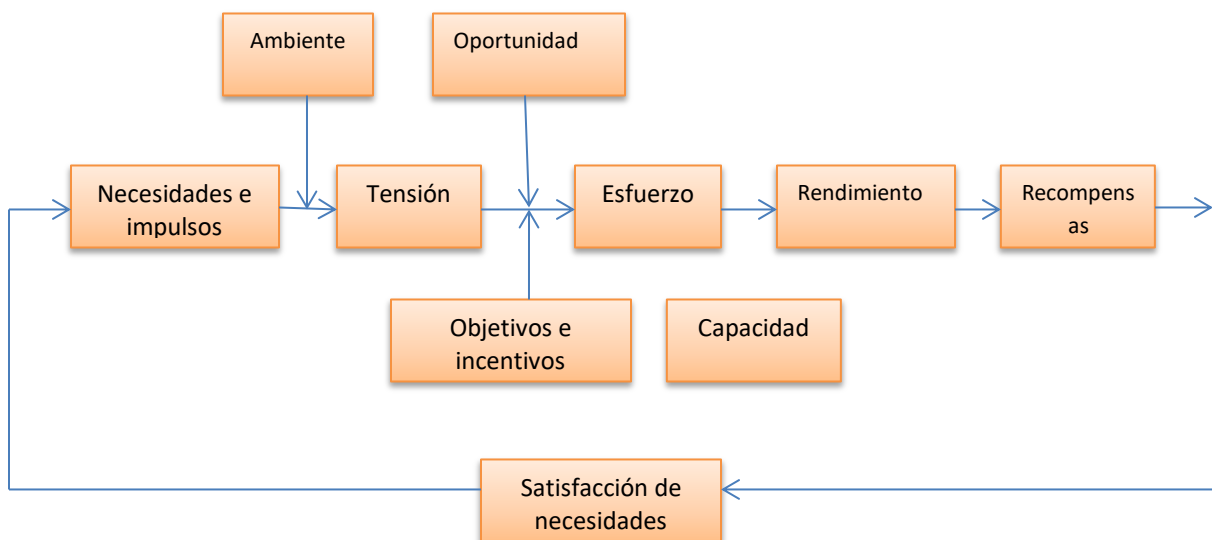 Ambiente
Oportunidad
Necesidades e
impulsos
Tensión
Esfuerzo
Rendimiento
Recompens
as
Objetivos e
incentivos
Capacidad
Satisfacción de
necesidades